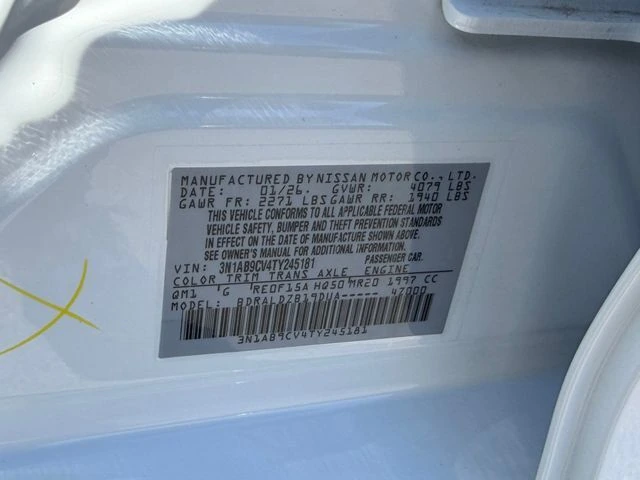 MANUFACTURED BY NISSAN MOTOR CO., LTD.
DATE: 01/26. GVWR: 4079 LBS
GAWR FR: 2271 LBS GAWR RR: 1940 LBS
THIS VEHICLE CONFORMS TO ALL APPLICABLE FEDERAL MOTOR
VEHICLE SAFETY, BUMPER AND THEFT PREVENTION STANDARDS
IN EFFECT ON THE DATE OF MANUFACTURE SHOWN ABOVE.
SEE OWNER'S MANUAL FOR ADDITIONAL INFORMATION.
VIN: 3N1AB9CV4TY245181 PASSENGER CAR.
COLOR TRIM TRANS AXLE ENGINE
QM1 G RE0F15A HQ50 MR20 1997 CC
MODEL: BDRALDZB19DUA----- 47000
3N1AB9CV4TY245181